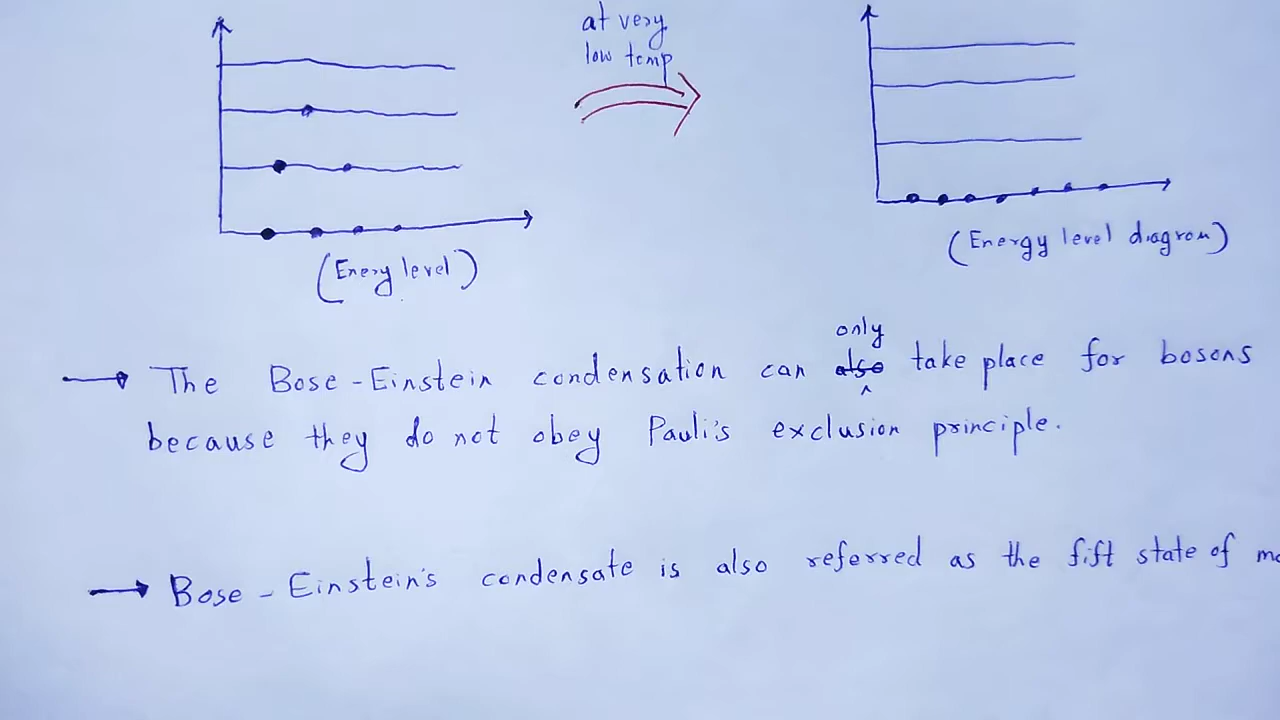 at very
low temp
(Enery level)
(Energy level diagram)
only
→ The Bose-Einstein condensation can also take place for bosons
because they do not obey Pauli's exclusion principle.
→ Bose-Einstein's condensate is also referred as the fift state of